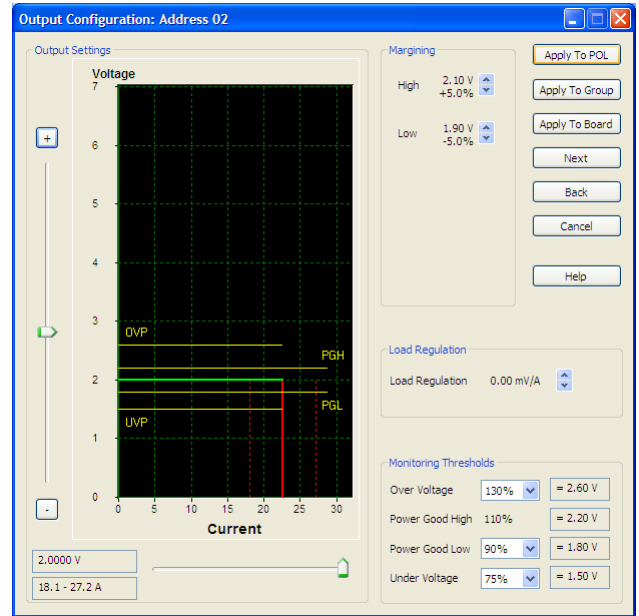 Output Configuration: Address 02
Output Settings
Voltage
7
6
5
4
3
2
1
0
OVP
PGH
PGL
UVP
0 5 10 15 20 25 30
Current
+
-
2.0000 V
18.1 - 27.2 A
Margining
High 2.10 V
+5.0%
Low 1.90 V
-5.0%
Apply To POL
Apply To Group
Apply To Board
Next
Back
Cancel
Help
Load Regulation
Load Regulation 0.00 mV/A
Monitoring Thresholds
Over Voltage 130% = 2.60 V
Power Good High 110% = 2.20 V
Power Good Low 90% = 1.80 V
Under Voltage 75% = 1.50 V